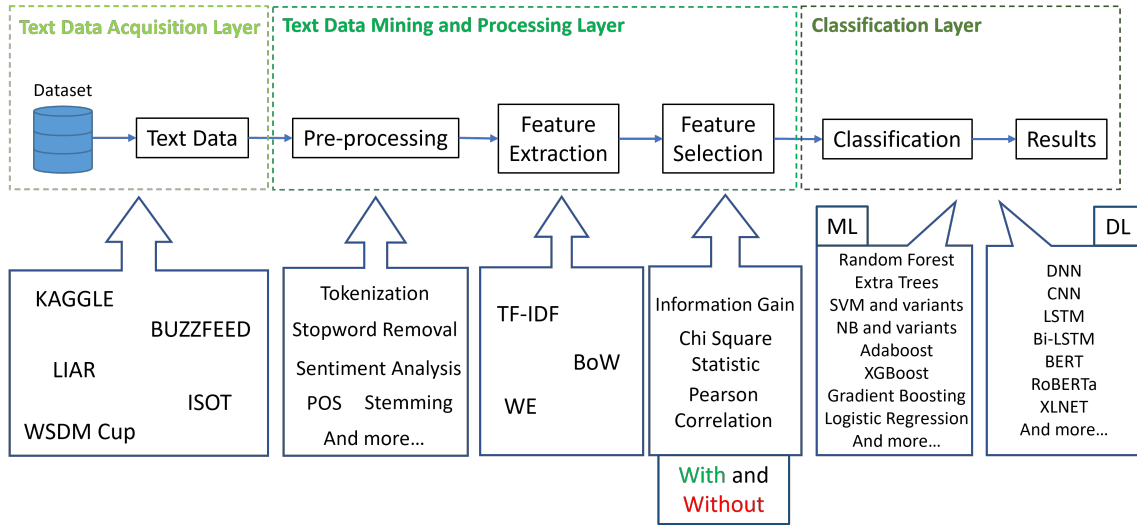 Text Data Acquisition Layer
Text Data Mining and Processing Layer
Classification Layer
Dataset
Text Data
Pre-processing
Feature
Extraction
Feature
Selection
Classification
Results
KAGGLE
BUZZFEED
LIAR
ISOT
WSDM Cup
Tokenization
Stopword Removal
Sentiment Analysis
POS Stemming
And more...
TF-IDF
BoW
WE
Information Gain
Chi Square
Statistic
Pearson
Correlation
With and
Without
ML
Random Forest
Extra Trees
SVM and variants
NB and variants
Adaboost
XGBoost
Gradient Boosting
Logistic Regression
And more...
DL
DNN
CNN
LSTM
Bi-LSTM
BERT
RoBERTa
XLNET
And more...